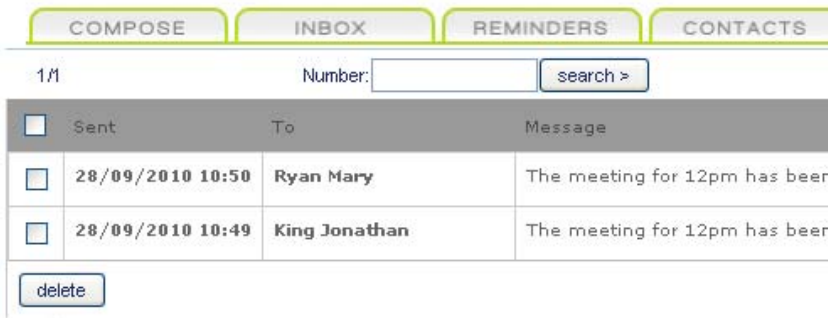 COMPOSE INBOX REMINDERS CONTACTS
1/1 Number: search >
Sent To Message
28/09/2010 10:50 Ryan Mary The meeting for 12pm has been
28/09/2010 10:49 King Jonathan The meeting for 12pm has been
delete